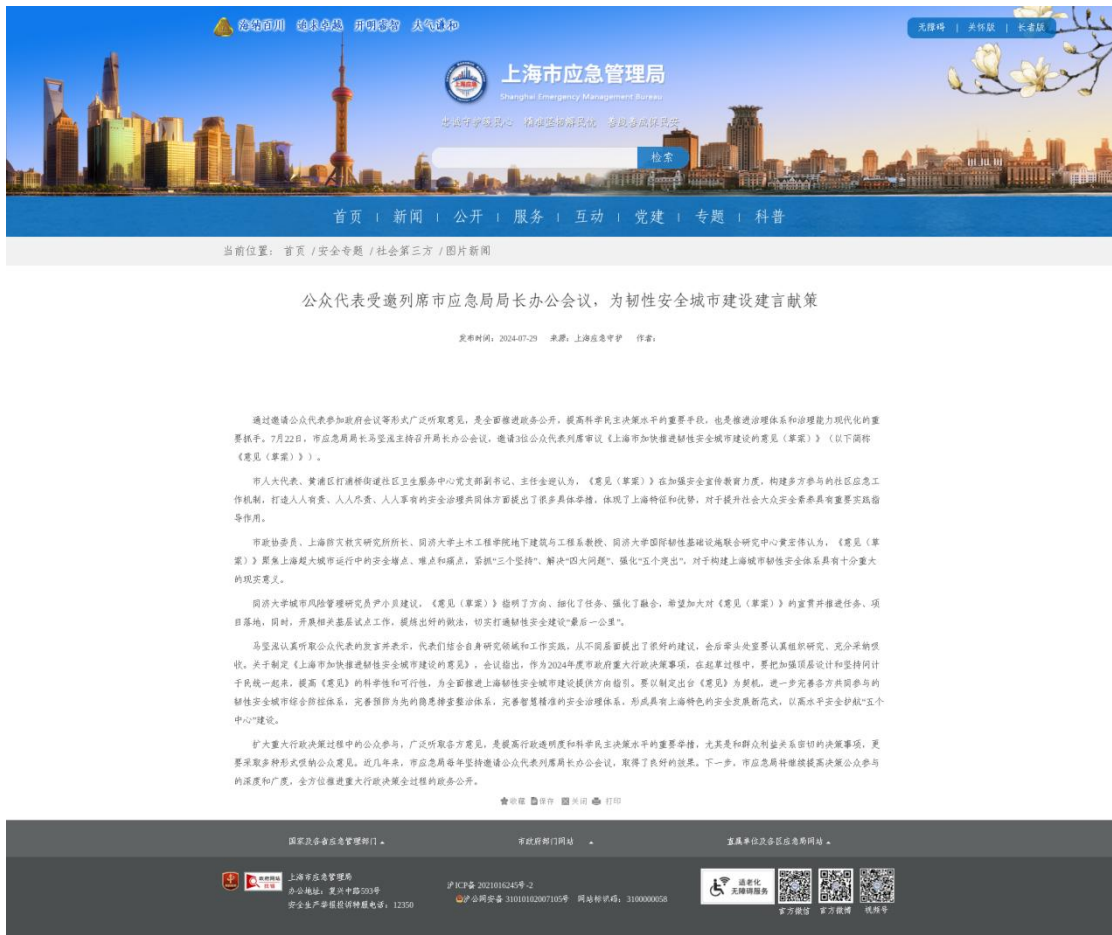 海纳百川 追求卓越 开明睿智 大气谦和
无障碍 | 关怀版 | 长者版
上海市应急管理局
Shanghai Emergency Management Bureau
检索
首页 | 新闻 | 公开 | 服务 | 互动 | 党建 | 专题 | 科普
当前位置： 首页 /安全专题 /社会第三方 /图片新闻
公众代表受邀列席市应急局局长办公会议，为韧性安全城市建设建言献策
发布时间：2024-07-29 来源：上海应急守护 作者：
通过邀请公众代表参加政府会议等形式广泛听取意见，是全面推进政务公开，提高科学民主决策水平的重要手段，也是推进治理体系和治理能力现代化的重
要抓手。7月22日，市应急局局长马坚泓主持召开局长办公会议，邀请3位公众代表列席审议《上海市加快推进韧性安全城市建设的意见（草案）》（以下简称
《意见（草案）》）。
市人大代表、黄浦区打浦桥街道社区卫生服务中心党支部副书记、主任金迎认为，《意见（草案）》在加强安全宣传教育力度，构建多方参与的社区应急工
作机制，打造人人有责、人人尽责、人人享有的安全治理共同体方面提出了很多具体举措，体现了上海特征和优势，对于提升社会大众安全素养具有重要实践指
导作用。
市政协委员、上海防灾救灾研究所所长、同济大学土木工程学院地下建筑与工程系教授、同济大学国际韧性基础设施联合研究中心黄宏伟认为，《意见（草
案）》聚焦上海超大城市运行中的安全堵点、难点和痛点，紧抓“三个坚持”、解决“四大问题”、强化“五个突出”，对于构建上海城市韧性安全体系具有十分重大
的现实意义。
同济大学城市风险管理研究员尹小贝建议，《意见（草案）》指明了方向、细化了任务、强化了融合，希望加大对《意见（草案）》的宣贯并推进任务、项
目落地，同时，开展相关基层试点工作，提练出好的做法，切实打通韧性安全建设“最后一公里”。
马坚泓认真听取公众代表的发言并表示，代表们结合自身研究领域和工作实践，从不同层面提出了很好的建议，会后牵头处室要认真组织研究、充分采纳吸
收。关于制定《上海市加快推进韧性安全城市建设的意见》，会议指出，作为2024年度市政府重大行政决策事项，在起草过程中，要把加强顶层设计和坚持问计
于民统一起来，提高《意见》的科学性和可行性，为全面推进上海韧性安全城市建设提供方向指引。要以制定出台《意见》为契机，进一步完善各方共同参与的
韧性安全城市综合防控体系，完善预防为先的隐患排查整治体系，完善智慧精准的安全治理体系，形成具有上海特色的安全发展新范式，以高水平安全护航“五个
中心”建设。
扩大重大行政决策过程中的公众参与，广泛听取各方意见，是提高行政透明度和科学民主决策水平的重要举措，尤其是和群众利益关系密切的决策事项，更
要采取多种形式吸纳公众意见。近几年来，市应急局每年坚持邀请公众代表列席局长办公会议，取得了良好的效果。下一步，市应急局将继续提高决策公众参与
的深度和广度，全方位推进重大行政决策全过程的政务公开。
收藏 保存 关闭 打印
国家及各省应急管理部门 市政府部门网站 直属单位及各区应急局网站
上海市应急管理局
办公地址：复兴中路593号
安全生产举报投诉特服电话：12350
沪ICP备 2021016245号-2
沪公网安备 31010102007105号 网站标识码：3100000058
适老化
无障碍服务
官方微信 官方微博 视频号